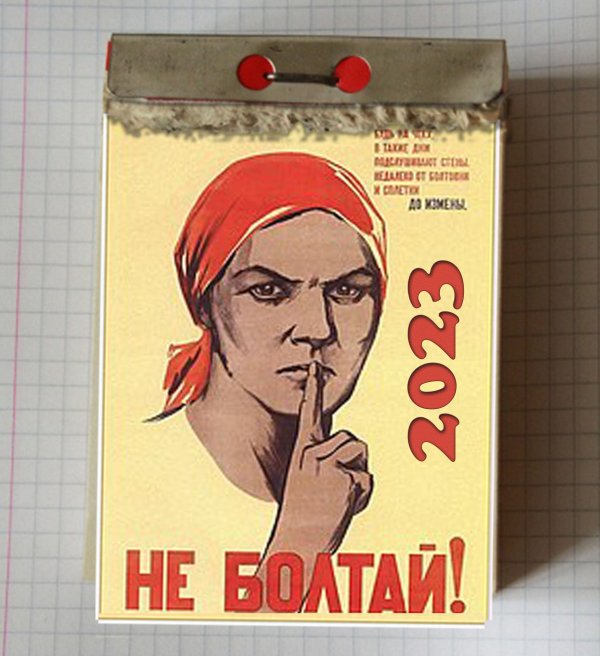 БУДЬ НА ЧЕКУ,
В ТАКИЕ ДНИ
ПОДСЛУШИВАЮТ СТЕНЫ.
НЕДАЛЕКО ОТ БОЛТОВНИ
И СПЛЕТНИ
ДО ИЗМЕНЫ.
2023
НЕ БОЛТАЙ!